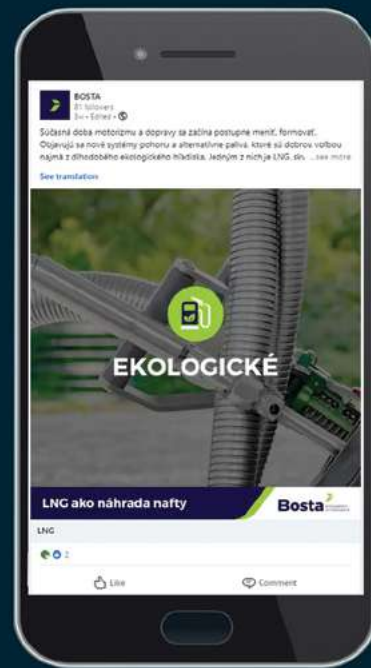 BOSTA
81 followers
3w • Edited •
Súčasná doba motorizmu a dopravy sa začína postupne meniť, formovať.
Objavujú sa nové systémy pohonu a alternatívne palivá, ktoré sú dobrou voľbou
najmä z dlhodobého ekologického hľadiska. Jedným z nich je LNG, ...see more
See translation
EKOLOGICKÉ
LNG ako náhrada nafty
Bosta
LNG
2
Like
Comment